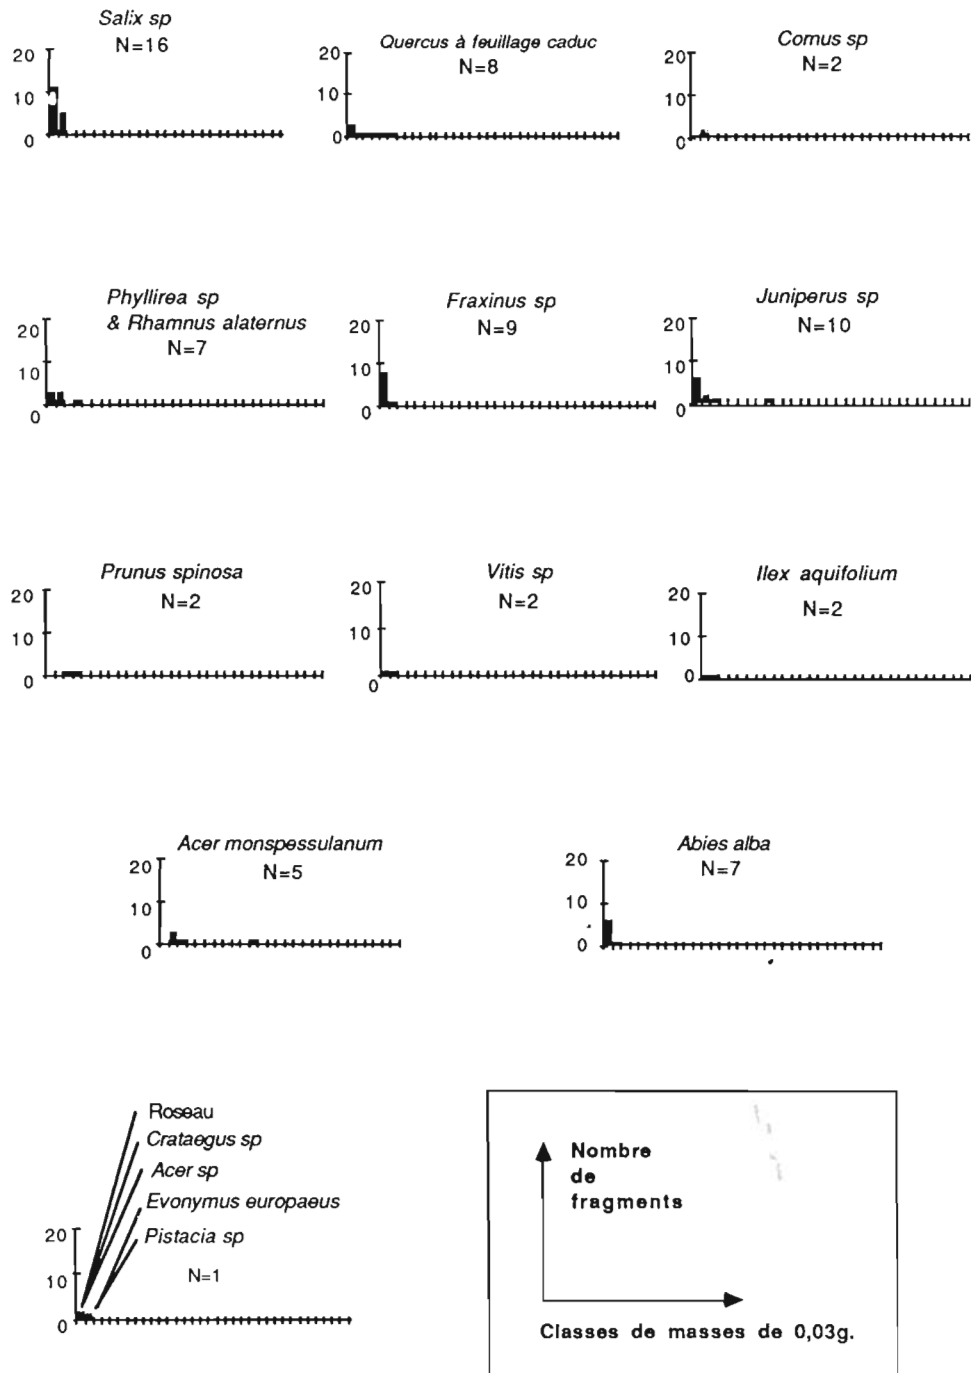 Salix sp
N=16
20
10
0
Quercus à feuillage caduc
N=8
20
10
0
Cornus sp
N=2
20
10
0
Phyllirea sp
& Rhamnus alaternus
N=7
20
10
0
Fraxinus sp
N=9
20
10
0
Juniperus sp
N=10
20
10
0
Prunus spinosa
N=2
20
10
0
Vitis sp
N=2
20
10
0
Ilex aquifolium
N=2
20
10
0
Acer monspessulanum
N=5
20
10
0
Abies alba
N=7
20
10
0
Roseau
Crataegus sp
Acer sp
Evonymus europaeus
Pistacia sp
N=1
20
10
0
Nombre
de
fragments
Classes de masses de 0,03g.